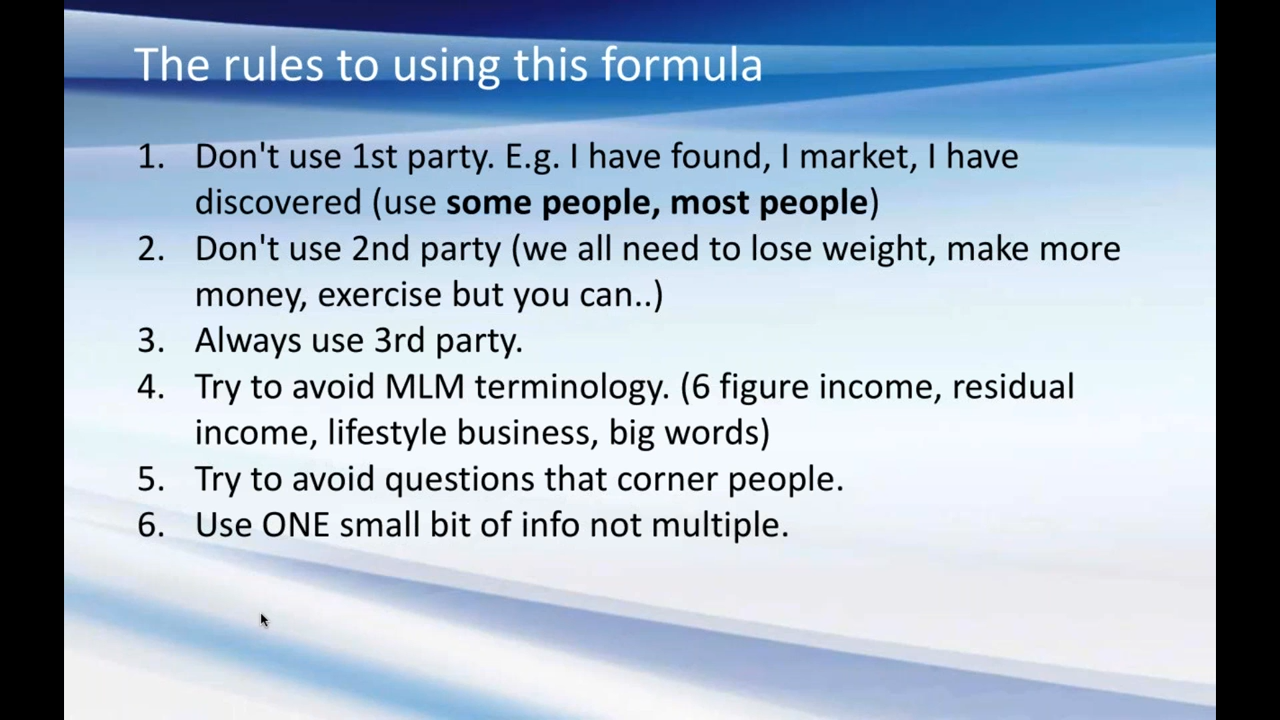 The rules to using this formula
1. Don't use 1st party. E.g. I have found, I market, I have
discovered (use some people, most people)
2. Don't use 2nd party (we all need to lose weight, make more
money, exercise but you can..)
3. Always use 3rd party.
4. Try to avoid MLM terminology. (6 figure income, residual
income, lifestyle business, big words)
5. Try to avoid questions that corner people.
6. Use ONE small bit of info not multiple.